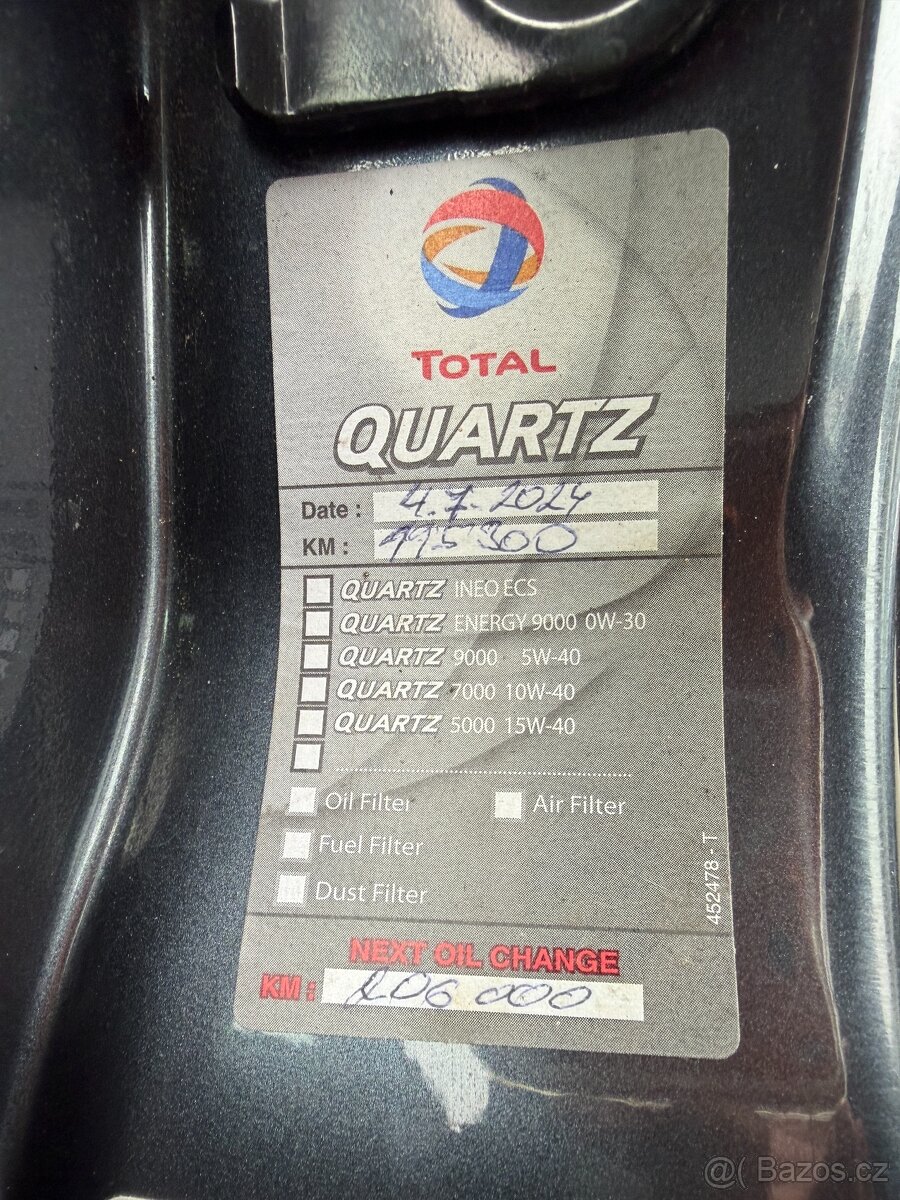 TOTAL
QUARTZ
Date : 4.7.2024
KM : 195300
QUARTZ INEO ECS
QUARTZ ENERGY 9000 0W-30
QUARTZ 9000 5W-40
QUARTZ 7000 10W-40
QUARTZ 5000 15W-40
Oil Filter Air Filter
Fuel Filter
Dust Filter
452478 - T
NEXT OIL CHANGE
KM : 206 000
@( Bazos.cz